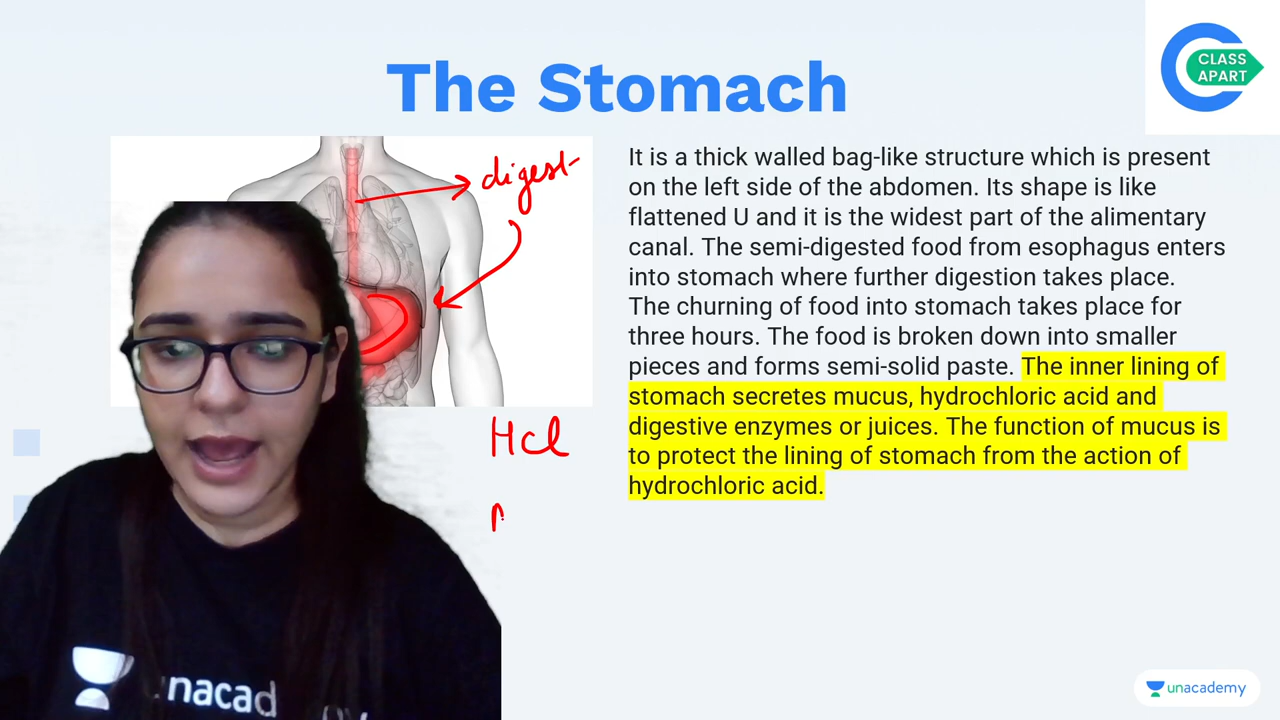 The Stomach
CLASS
APART
digest-
It is a thick walled bag-like structure which is present
on the left side of the abdomen. Its shape is like
flattened U and it is the widest part of the alimentary
canal. The semi-digested food from esophagus enters
into stomach where further digestion takes place.
The churning of food into stomach takes place for
three hours. The food is broken down into smaller
pieces and forms semi-solid paste. The inner lining of
stomach secretes mucus, hydrochloric acid and
digestive enzymes or juices. The function of mucus is
to protect the lining of stomach from the action of
hydrochloric acid.
HCl
unacademy